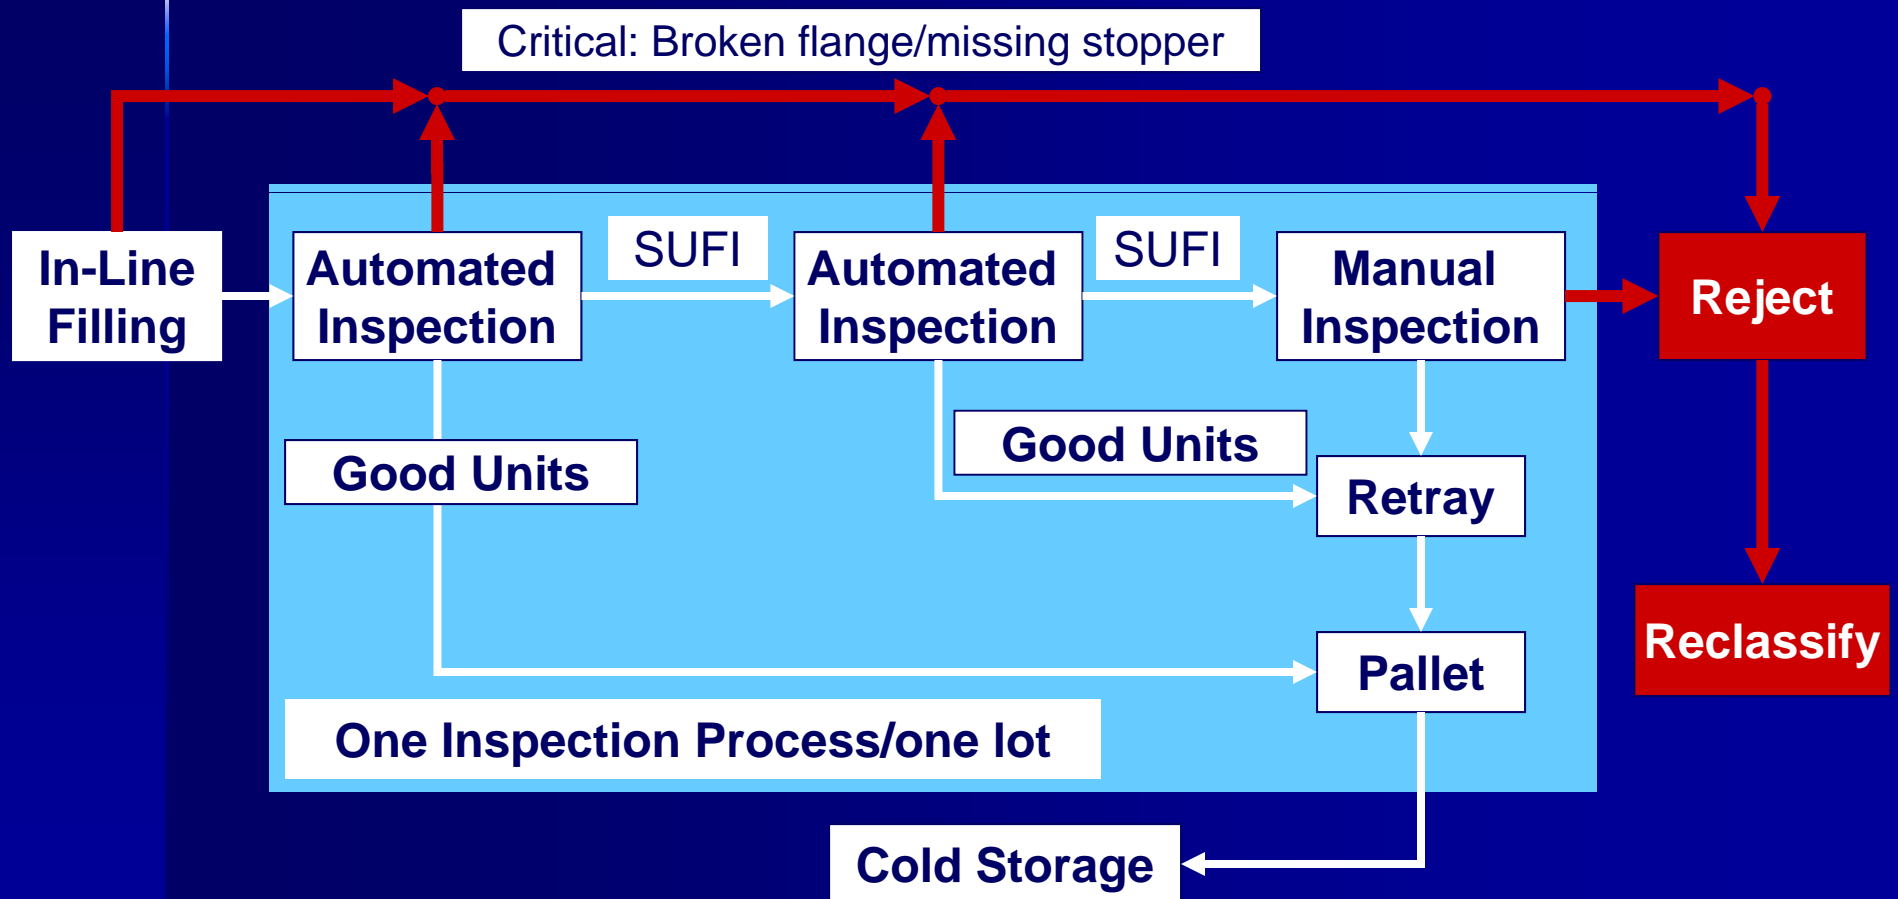 Critical: Broken flange/missing stopper
In-Line
Filling
Automated
Inspection
SUFI
Automated
Inspection
SUFI
Manual
Inspection
Reject
Good Units
Good Units
Retray
Reclassify
Pallet
One Inspection Process/one lot
Cold Storage